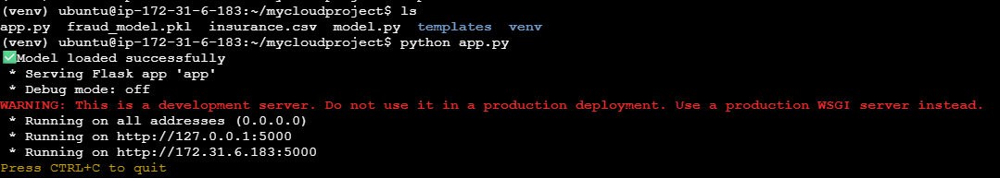 (venv) ubuntu@ip-172-31-6-183:~/mycloudproject$ ls
app.py  fraud_model.pkl  insurance.csv  model.py  templates  venv
(venv) ubuntu@ip-172-31-6-183:~/mycloudproject$ python app.py
✅Model loaded successfully
 * Serving Flask app 'app'
 * Debug mode: off
WARNING: This is a development server. Do not use it in a production deployment. Use a production WSGI server instead.
 * Running on all addresses (0.0.0.0)
 * Running on http://127.0.0.1:5000
 * Running on http://172.31.6.183:5000
Press CTRL+C to quit